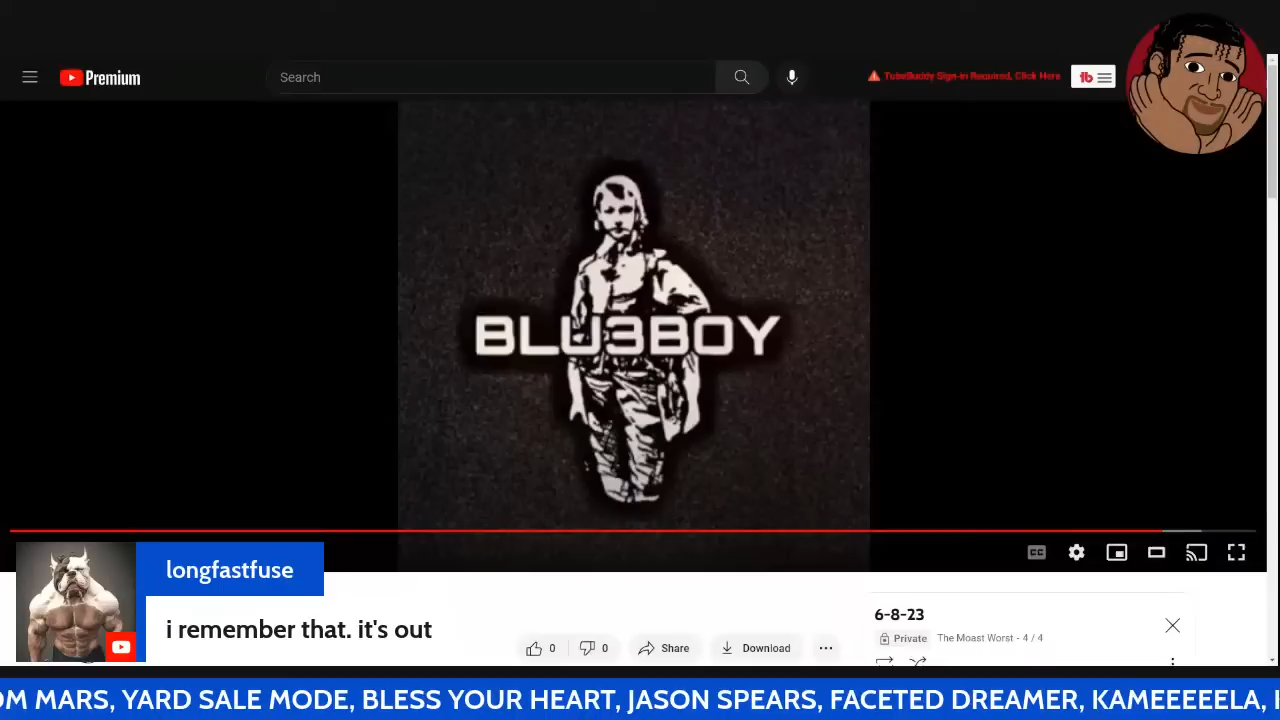 Premium
Search
TubeBuddy Sign-in Required, Click Here
tb
BLU3BOY
CC
longfastfuse
i remember that. it's out
0
0
Share
Download
6-8-23
Private
The Moast Worst - 4 / 4
OM MARS, YARD SALE MODE, BLESS YOUR HEART, JASON SPEARS, FACETED DREAMER, KAMEEEEELA,